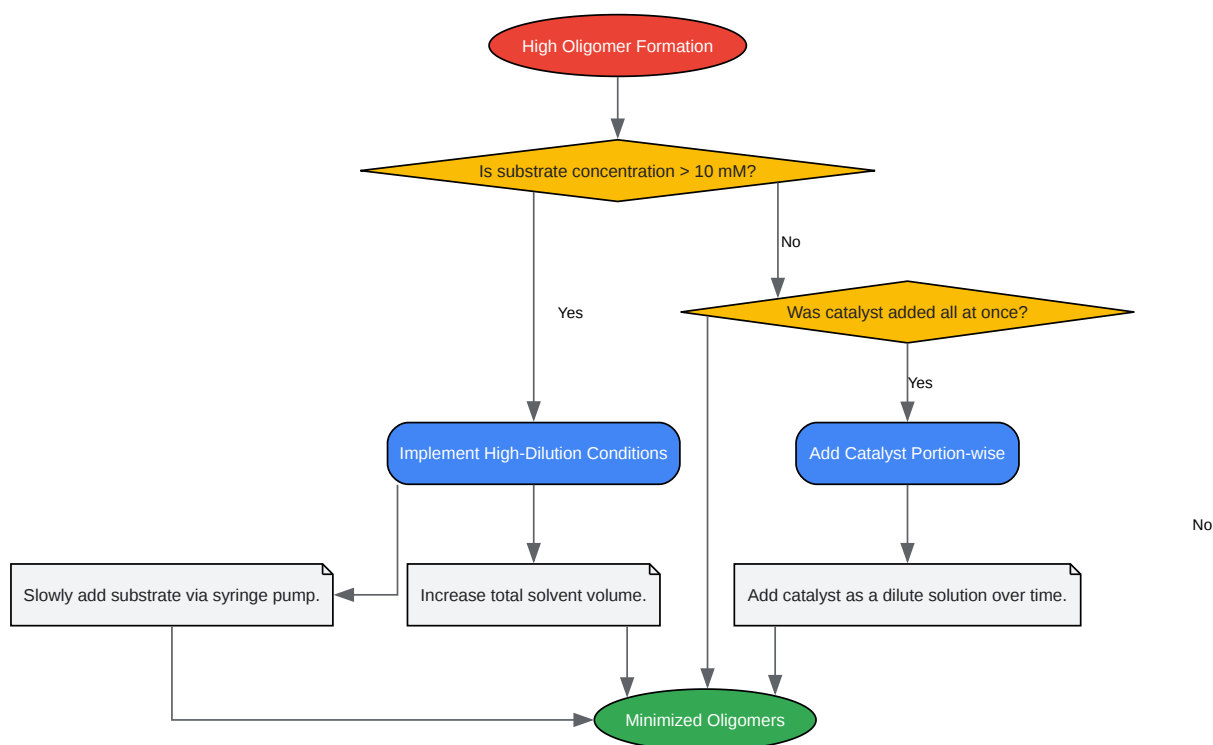 High Oligomer Formation
Is substrate concentration > 10 mM?
No
Yes
Was catalyst added all at once?
Yes
Implement High-Dilution Conditions
Add Catalyst Portion-wise
No
Slowly add substrate via syringe pump.
Increase total solvent volume.
Add catalyst as a dilute solution over time.
Minimized Oligomers